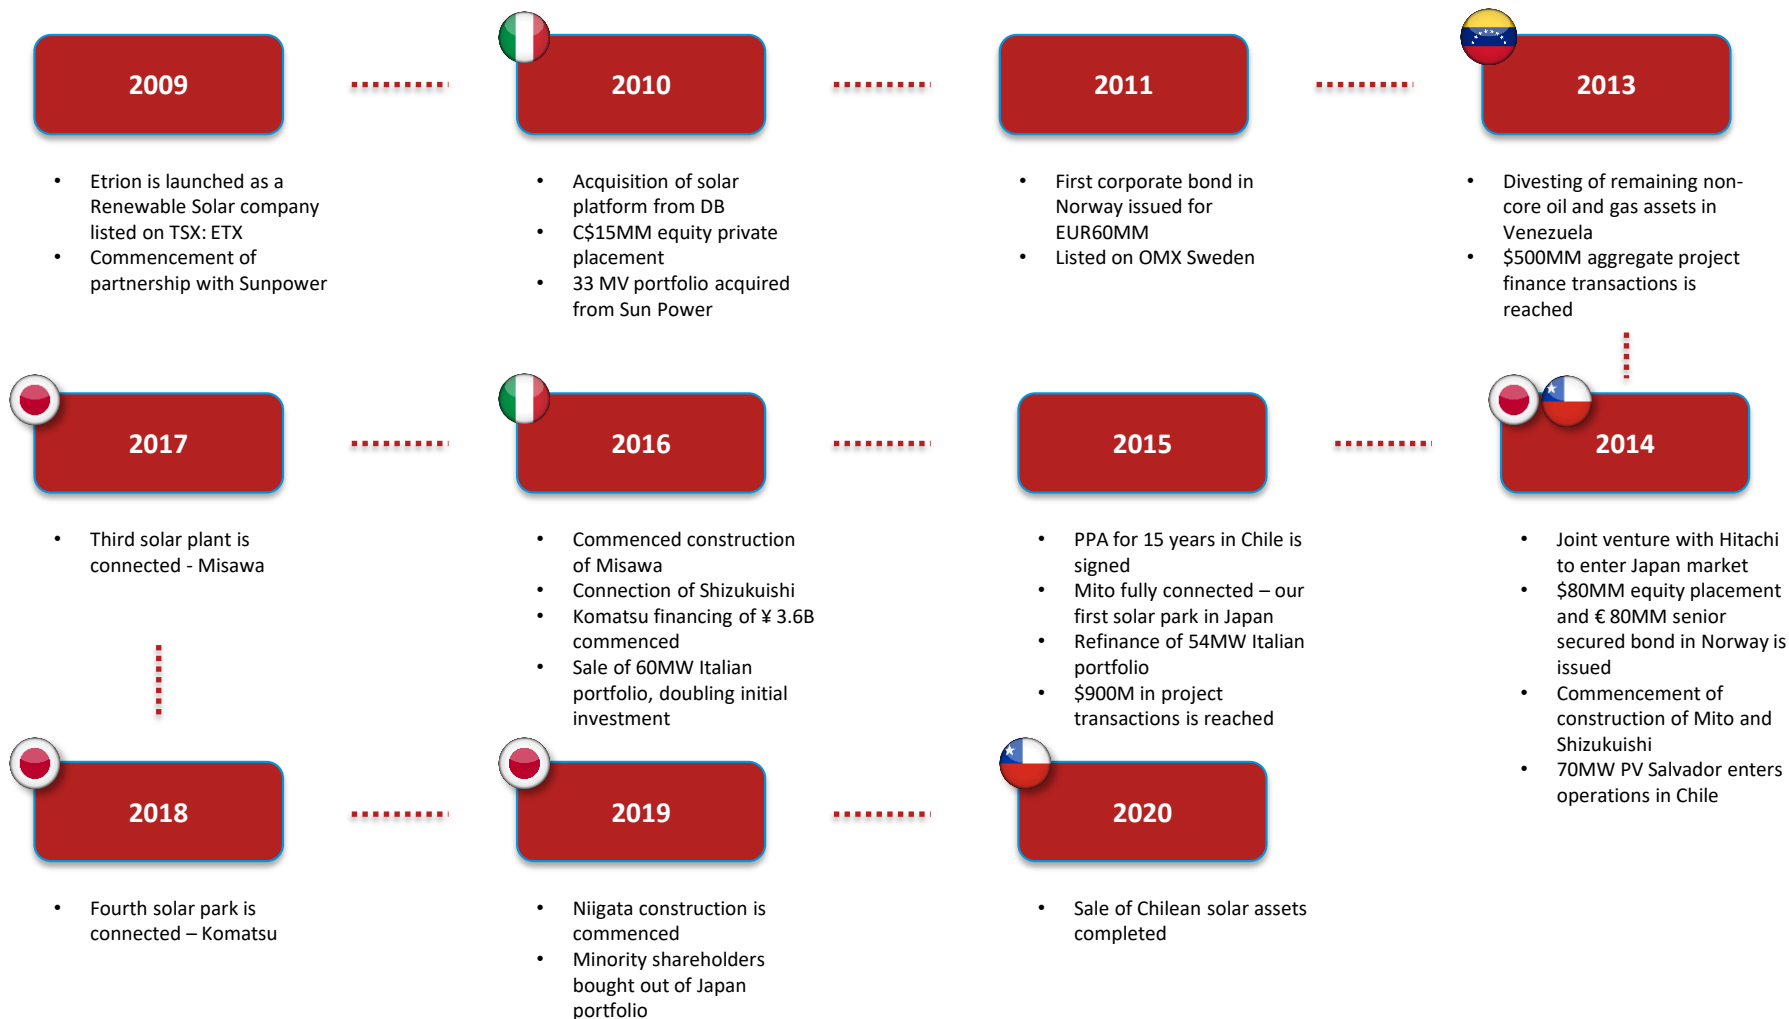 2009
• Etrion is launched as a
Renewable Solar company
listed on TSX: ETX
• Commencement of
partnership with Sunpower
2010
• Acquisition of solar
platform from DB
• C$15MM equity private
placement
• 33 MV portfolio acquired
from Sun Power
2011
• First corporate bond in
Norway issued for
EUR60MM
• Listed on OMX Sweden
2013
• Divesting of remaining non-
core oil and gas assets in
Venezuela
• $500MM aggregate project
finance transactions is
reached
2014
• Joint venture with Hitachi
to enter Japan market
• $80MM equity placement
and € 80MM senior
secured bond in Norway is
issued
• Commencement of
construction of Mito and
Shizukuishi
• 70MW PV Salvador enters
operations in Chile
2015
• PPA for 15 years in Chile is
signed
• Mito fully connected – our
first solar park in Japan
• Refinance of 54MW Italian
portfolio
• $900M in project
transactions is reached
2016
• Commenced construction
of Misawa
• Connection of Shizukuishi
• Komatsu financing of ¥ 3.6B
commenced
• Sale of 60MW Italian
portfolio, doubling initial
investment
2017
• Third solar plant is
connected - Misawa
2018
• Fourth solar park is
connected – Komatsu
2019
• Niigata construction is
commenced
• Minority shareholders
bought out of Japan
portfolio
2020
• Sale of Chilean solar assets
completed